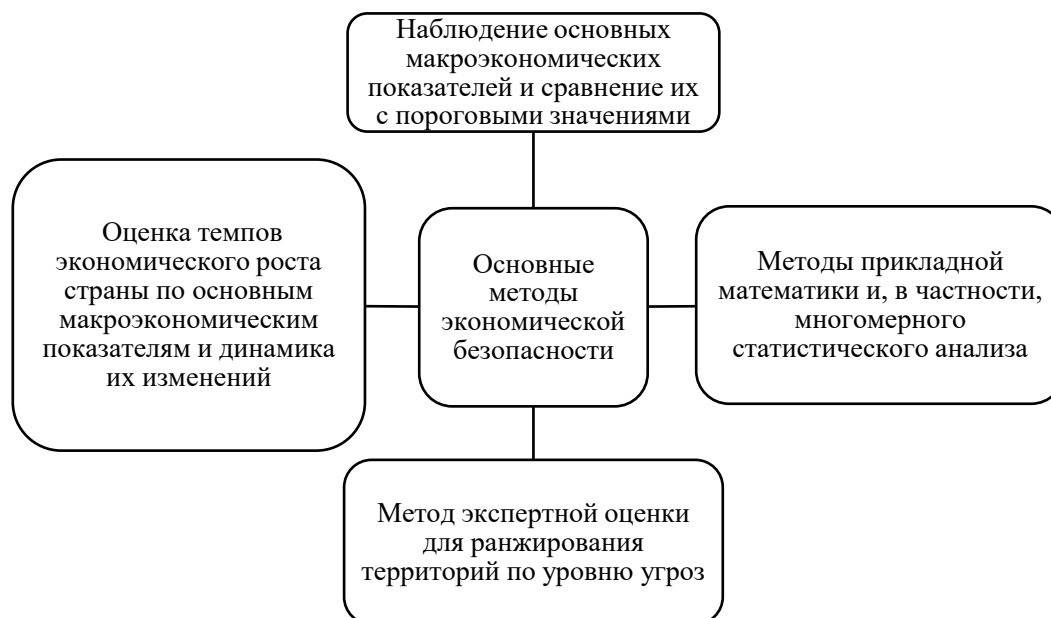 Наблюдение основных
макроэкономических
показателей и сравнение их
с пороговыми значениями
Оценка темпов
экономического роста
страны по основным
макроэкономическим
показателям и динамика
их изменений
Основные
методы
экономической
безопасности
Методы прикладной
математики и, в частности,
многомерного
статистического анализа
Метод экспертной оценки
для ранжирования
территорий по уровню угроз